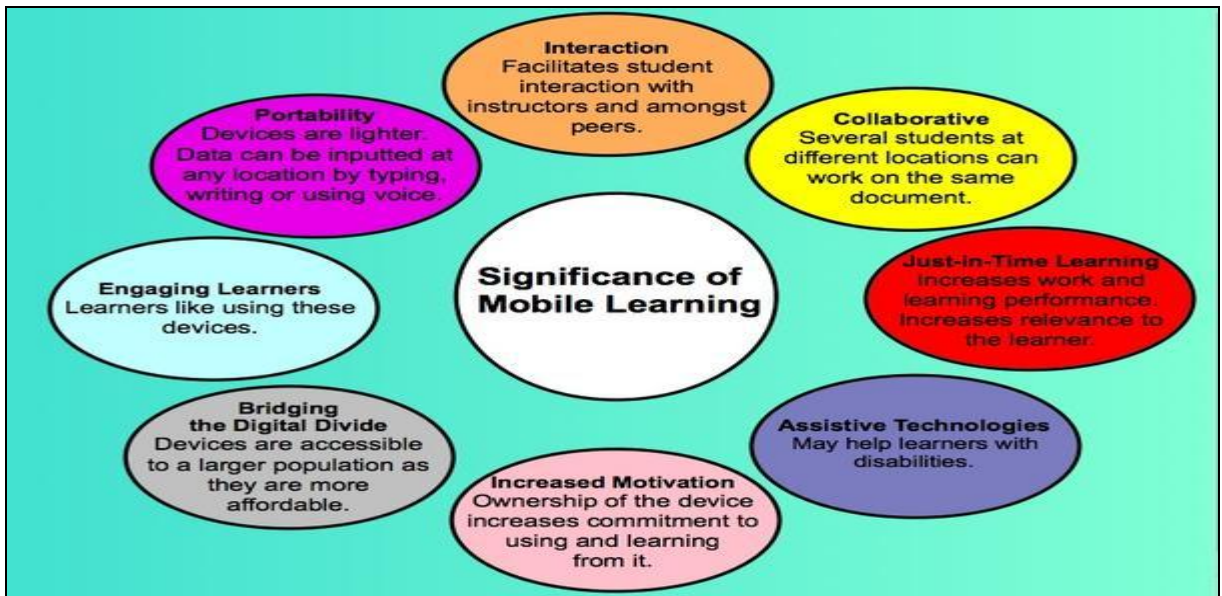 Interaction
Facilitates student
interaction with
instructors and amongst
peers.
Collaborative
Several students at
different locations can
work on the same
document.
Just-in-Time Learning
Increases work and
learning performance.
Increases relevance to
the learner.
Assistive Technologies
May help learners with
disabilities.
Increased Motivation
Ownership of the device
increases commitment to
using and learning
from it.
Bridging
the Digital Divide
Devices are accessible
to a larger population as
they are more
affordable.
Engaging Learners
Learners like using these
devices.
Portability
Devices are lighter.
Data can be inputted at
any location by typing,
writing or using voice.
Significance of
Mobile Learning